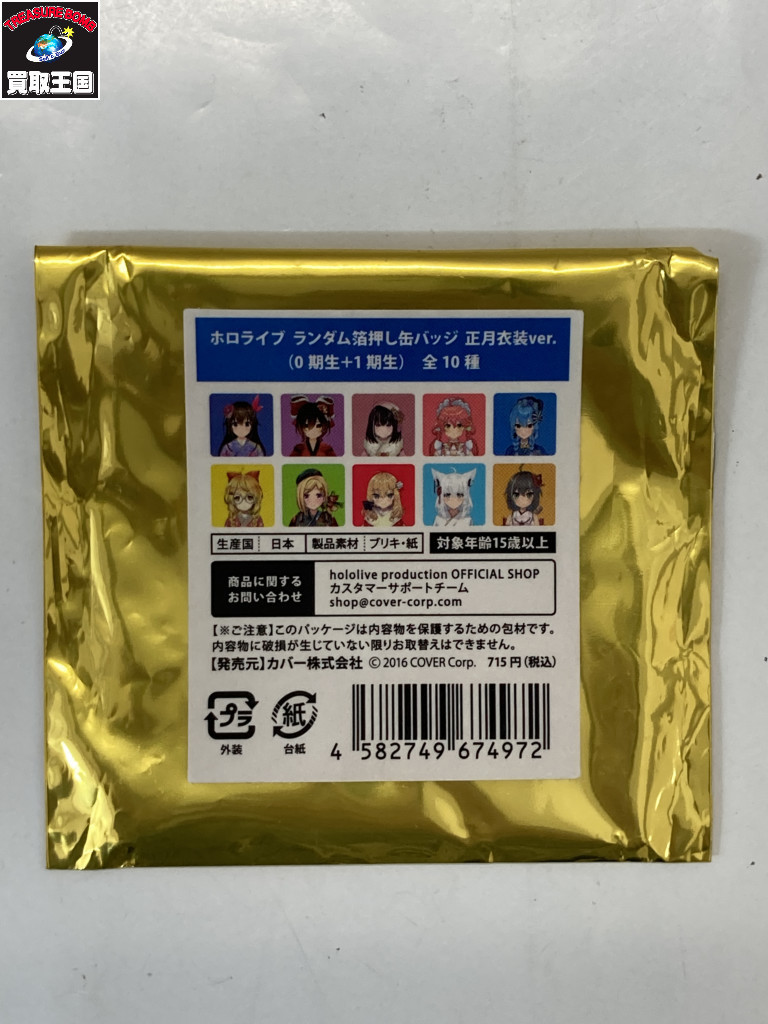 TREASURE BOMB
買取王国
ホロライブ ランダム箔押し缶バッジ 正月衣装ver.
（0期生＋1期生） 全10種
生産国 日本 製品素材 ブリキ・紙 対象年齢15歳以上
商品に関する
お問い合わせ
hololive production OFFICIAL SHOP
カスタマーサポートチーム
shop@cover-corp.com
【※ご注意】このパッケージは内容物を保護するための包材です。
内容物に破損が生じていない限りお取替えはできません。
【発売元】カバー株式会社 © 2016 COVER Corp. 715円（税込）
プラ
外装
紙
台紙
4 582749 674972